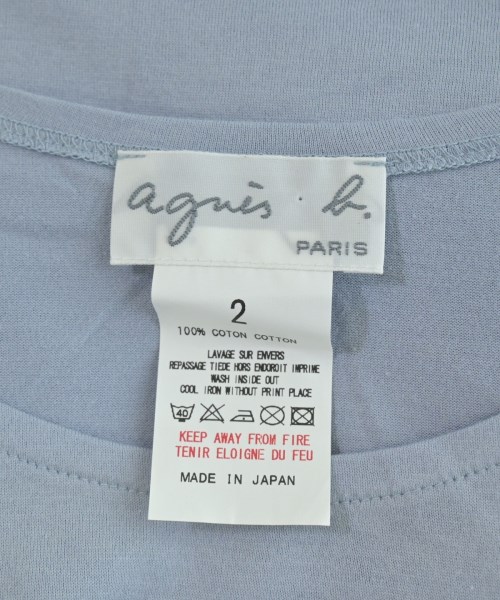 agnès b.
PARIS
2
100% COTON COTTON
LAVAGE SUR ENVERS
REPASSAGE TIEDE HORS ENDOROIT IMPRIME
WASH INSIDE OUT
COOL IRON WITHOUT PRINT PLACE
40
KEEP AWAY FROM FIRE
TENIR ELOIGNE DU FEU
MADE IN JAPAN